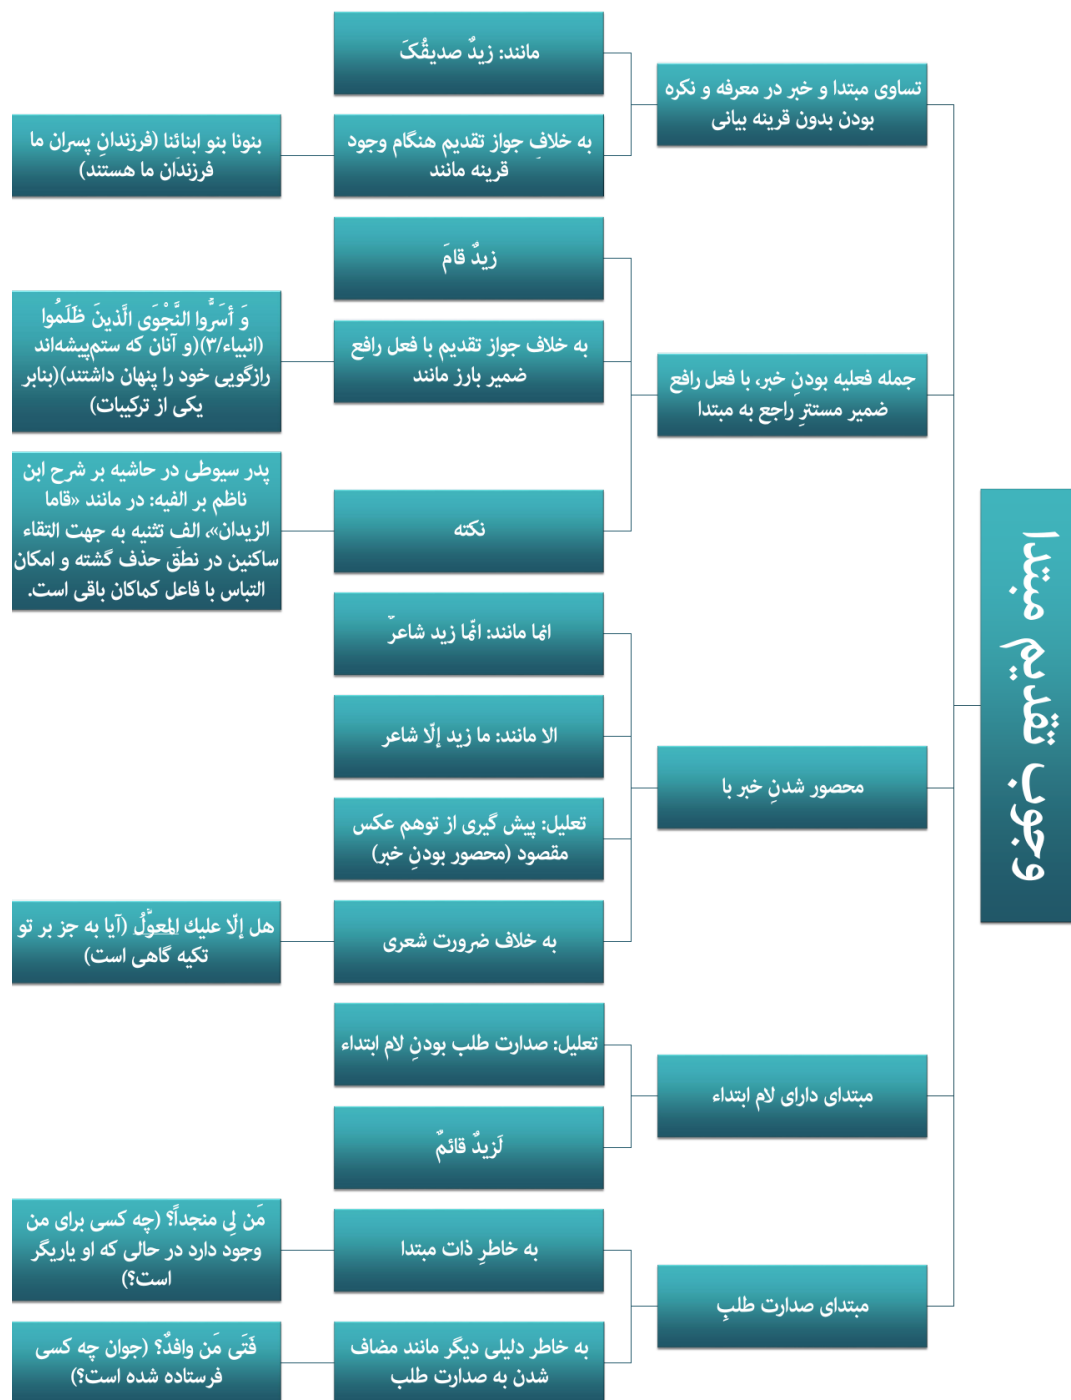 وجوب تقدیم مبتدا
تساوی مبتدا و خبر در معرفه و نکره
بودن بدون قرینه بیانی
مانند: زیدٌ صدیقُکَ
به خلافِ جواز تقدیم هنگام وجود
قرینه مانند
بنونا بنو ابنائنا (فرزندانِ پسران ما
فرزندان ما هستند)
جمله فعلیه بودنِ خبر، با فعل رافع
ضمیر مستترِ راجع به مبتدا
زیدٌ قامَ
به خلاف جواز تقدیم با فعل رافع
ضمیر بارز مانند
وَ أَسَرُّوا النَّجْوَى الَّذينَ ظَلَمُوا
(انبیاء/۳)(و آنان که ستم‌پیشه‌اند
رازگویی خود را پنهان داشتند)(بنابر
یکی از ترکیبات)
نکته
پدر سیوطی در حاشیه بر شرح ابن
ناظم بر الفیه: در مانند «قاما
الزیدان»، الف تثنیه به جهت التقاء
ساکنین در نطق حذف گشته و امکان
التباس با فاعل کماکان باقی است.
محصور شدنِ خبر با
انما مانند: انّما زید شاعرٌ
الا مانند: ما زید إلّا شاعر
تعلیل: پیش گیری از توهم عکس
مقصود (محصور بودنِ خبر)
به خلاف ضرورت شعری
هل إلّا علیك المعوَّلُ (آیا به جز بر تو
تکیه گاهی است)
مبتدای دارای لام ابتداء
تعلیل: صدارت طلب بودنِ لام ابتداء
لَزیدٌ قائمٌ
مبتدای صدارت طلبِ
به خاطرِ ذات مبتدا
مَن لِی منجداً؟ (چه کسی برای من
وجود دارد در حالی که او یاریگر
است؟)
به خاطر دلیلی دیگر مانند مضاف
شدن به صدارت طلب
فَتَی مَن وافدٌ؟ (جوان چه کسی
فرستاده شده است؟)